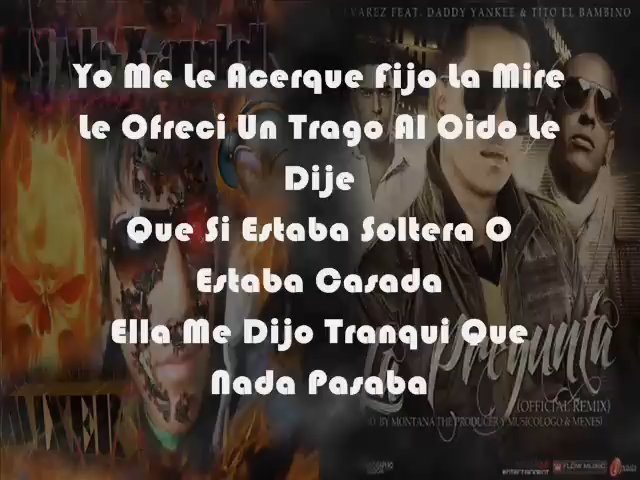 LVAREZ FEAT. DADDY YANKEE & TITO EL BAMBINO
Yo Me Le Acerque Fijo La Mire
Le Ofreci Un Trago Al Oido Le
Dije
Que Si Estaba Soltera O
Estaba Casada
Ella Me Dijo Tranqui Que
Nada Pasaba
La Pregunta
(OFFICIAL REMIX)
BY MONTANA THE PRODUCER Y MUSICOLOGO & MENES
FLOW MUSIC